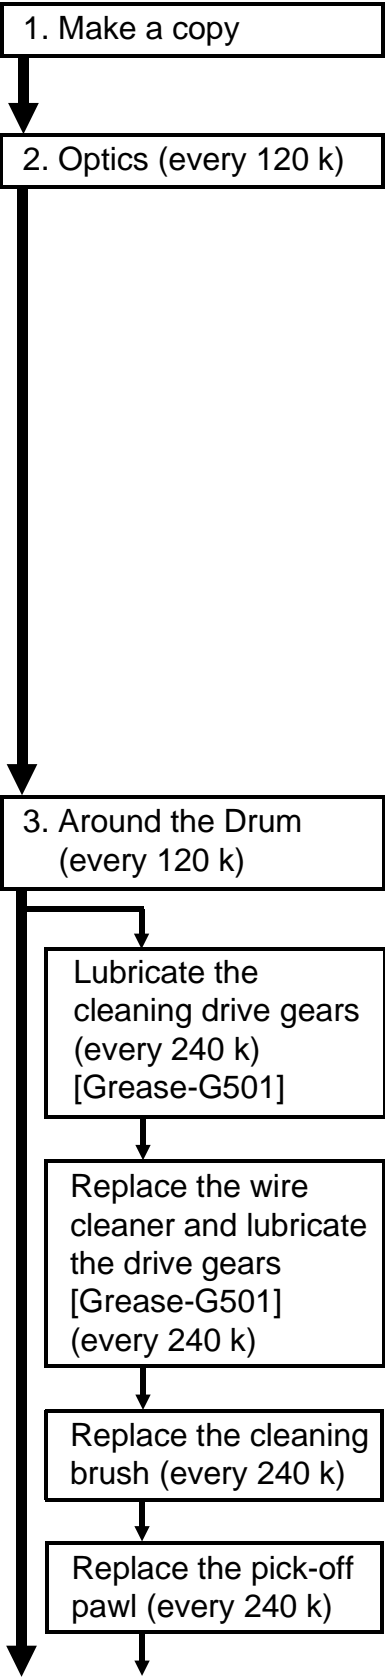 1. Make a copy
2. Optics (every 120 k)
3. Around the Drum
(every 120 k)
Lubricate the
cleaning drive gears
(every 240 k)
[Grease-G501]
Replace the wire
cleaner and lubricate
the drive gears
[Grease-G501]
(every 240 k)
Replace the cleaning
brush (every 240 k)
Replace the pick-off
pawl (every 240 k)